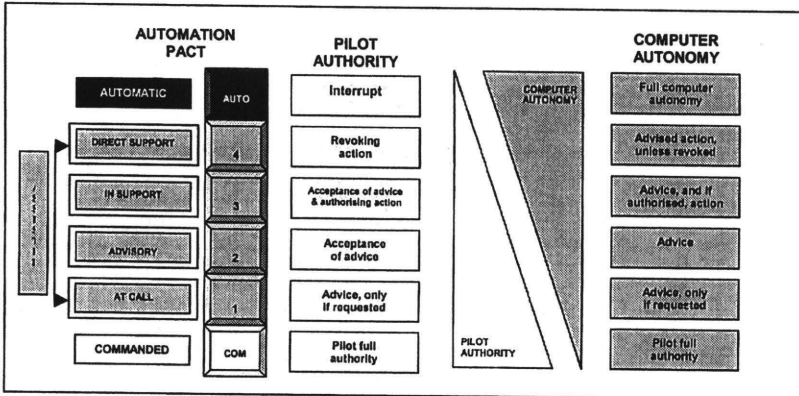 AUTOMATION
PACT
PILOT
AUTHORITY
COMPUTER
AUTONOMY
AUTOMATIC
AUTO
Interrupt
COMPUTER
AUTONOMY
Full computer
autonomy
DIRECT SUPPORT
4
Revoking
action
Advised action,
unless revoked
IN SUPPORT
3
Acceptance of advice
& authorising action
Advice, and if
authorised, action
ADVISORY
2
Acceptance
of advice
Advice
AT CALL
1
Advice, only
if requested
Advice, only
if requested
COMMANDED
COM
Pilot full
authority
PILOT
AUTHORITY
Pilot full
authority